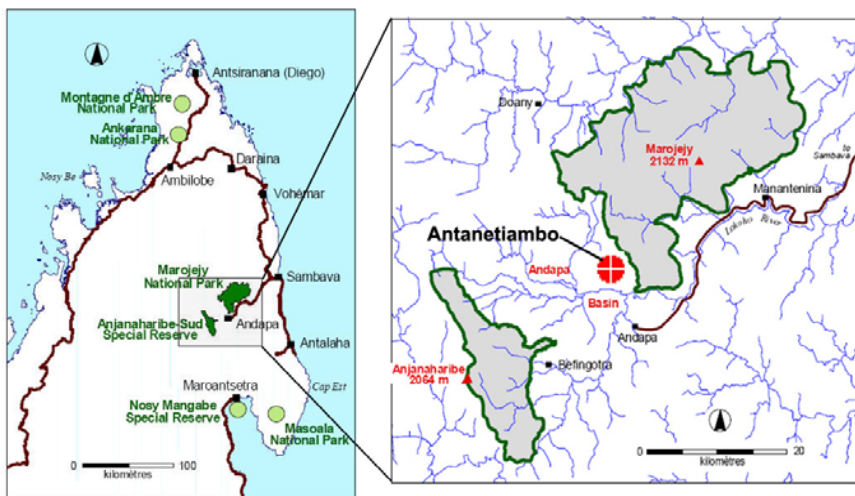 Antsiranana (Diego)
Montagne d'Ambre
National Park
Ankarana
National Park
Nosy Be
Ambilobe
Daraina
Vohémar
Marojejy
National Park
Sambava
Anjanaharibe-Sud
Special Reserve
Andapa
Antalaha
Maroantsetra
Cap Est
Nosy Mangabe
Special Reserve
Masoala
National Park
0 100
kilomètres
Doany
Marojejy
2132 m
to
Sambava
Manantenina
Lokoho River
Antanetiambo
Andapa
Basin
Andapa
Anjanaharibe
2064 m
Befingotra
0 20
kilomètres